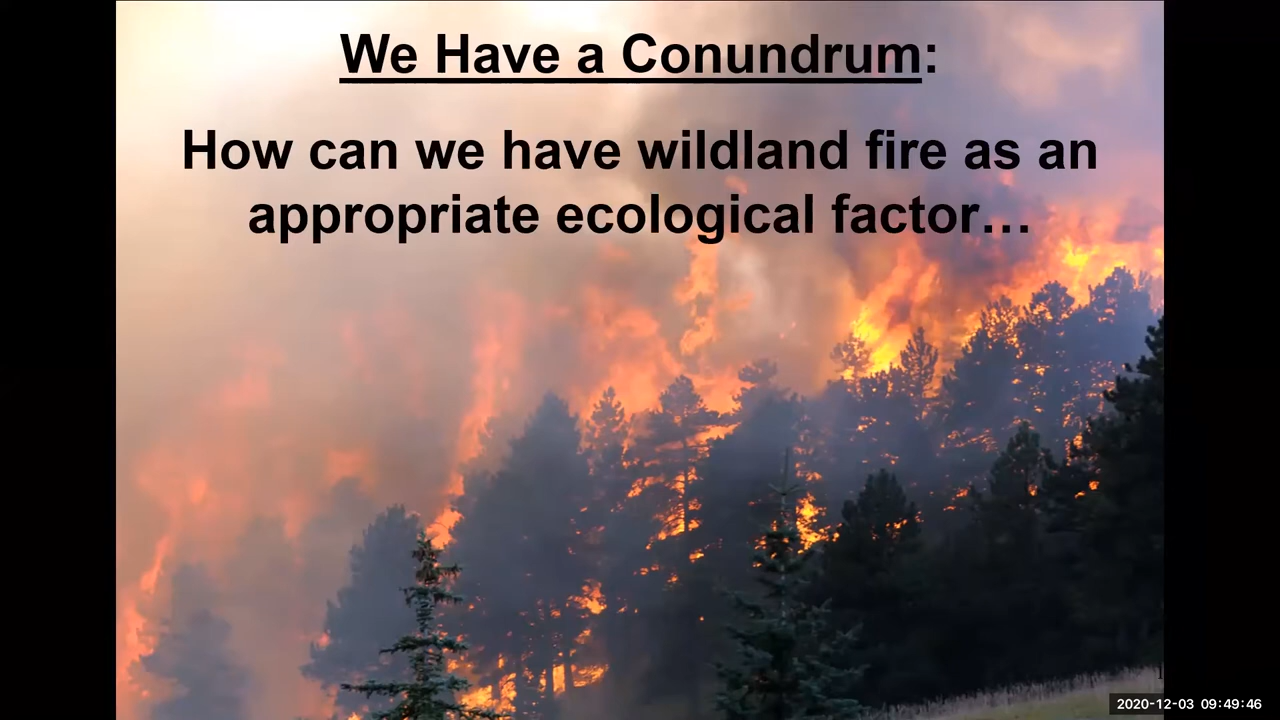 We Have a Conundrum:
How can we have wildland fire as an
appropriate ecological factor…
2020-12-03 09:49:46